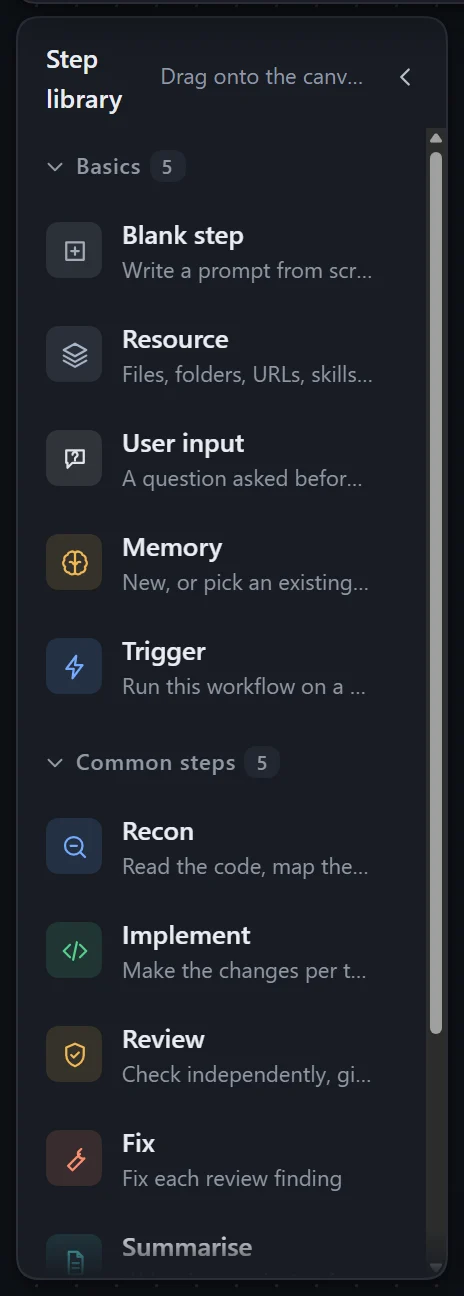 Step
library
Drag onto the canv...
Basics 5
Blank step
Write a prompt from scr...
Resource
Files, folders, URLs, skills...
User input
A question asked befor...
Memory
New, or pick an existing...
Trigger
Run this workflow on a ...
Common steps 5
Recon
Read the code, map the...
Implement
Make the changes per t...
Review
Check independently, gi...
Fix
Fix each review finding
Summarise